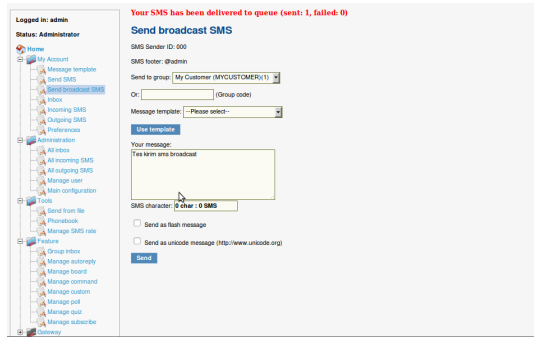 Logged in: admin
Status: Administrator
Home
My Account
Message template
Send SMS
Send broadcast SMS
Inbox
Incoming SMS
Outgoing SMS
Preferences
Administration
All inbox
All incoming SMS
All outgoing SMS
Manage user
Main configuration
Tools
Send from file
Phonebook
Manage SMS rate
Feature
Group inbox
Manage autoreply
Manage board
Manage command
Manage custom
Manage poll
Manage quiz
Manage subscribe
Gateway
Your SMS has been delivered to queue (sent: 1, failed: 0)
Send broadcast SMS
SMS Sender ID: 000
SMS footer: @admin
Send to group: My Customer (MYCUSTOMER)(1)
Or: (Group code)
Message template: --Please select--
Use template
Your message:
Tes kirim sms broadcast
SMS character: 0 char : 0 SMS
Send as flash message
Send as unicode message (http://www.unicode.org)
Send